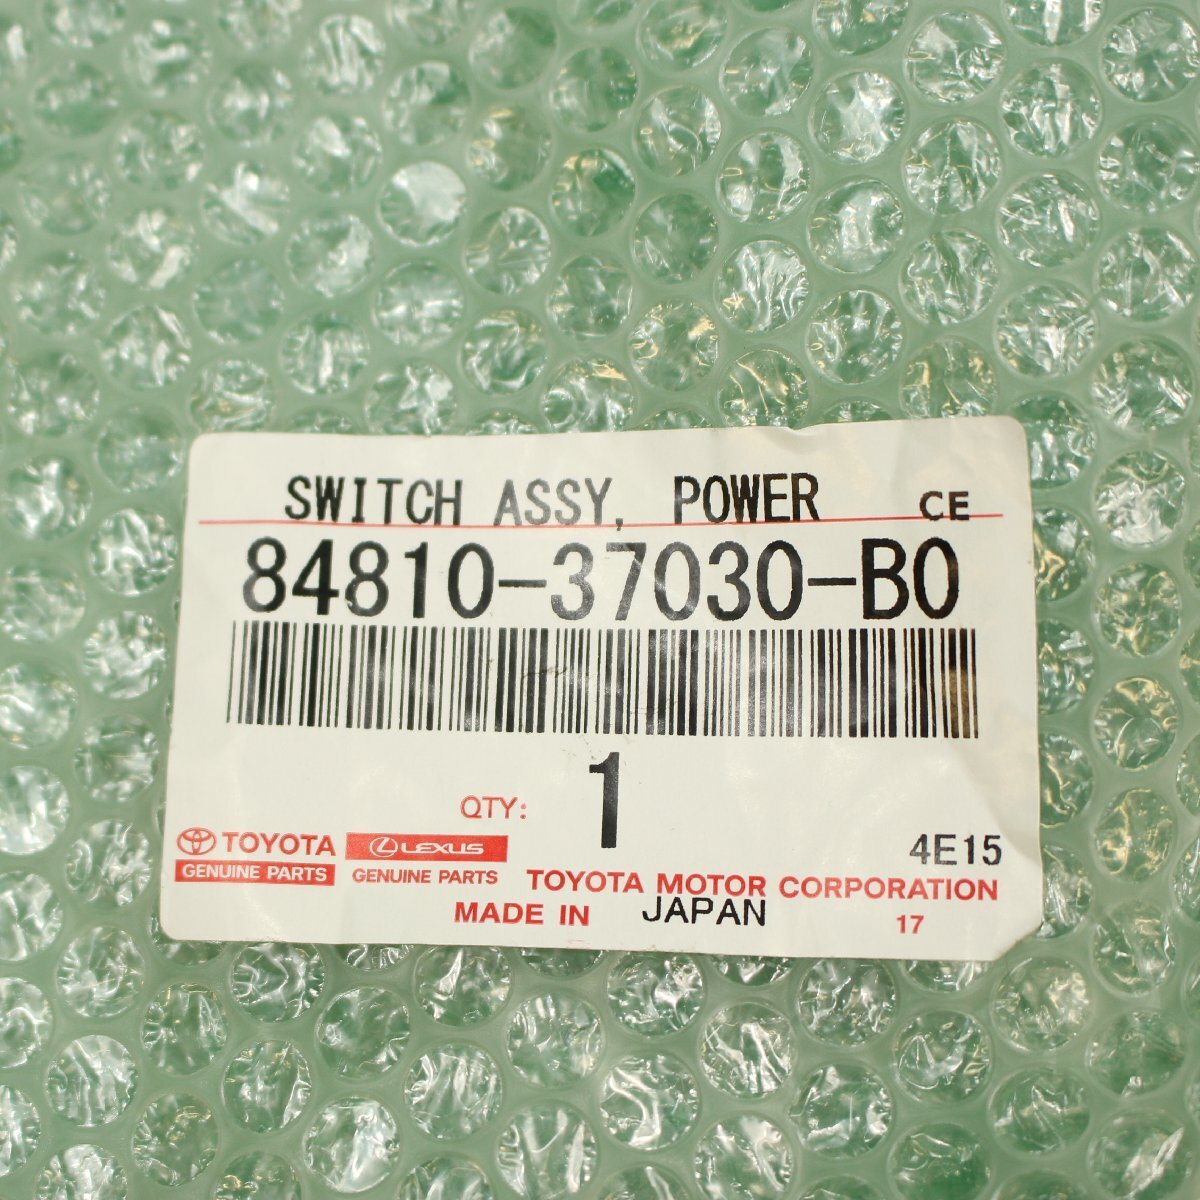 SWITCH ASSY, POWER CE
84810-37030-B0
QTY: 1
TOYOTA LEXUS 4E15
GENUINE PARTS GENUINE PARTS TOYOTA MOTOR CORPORATION
MADE IN JAPAN 17